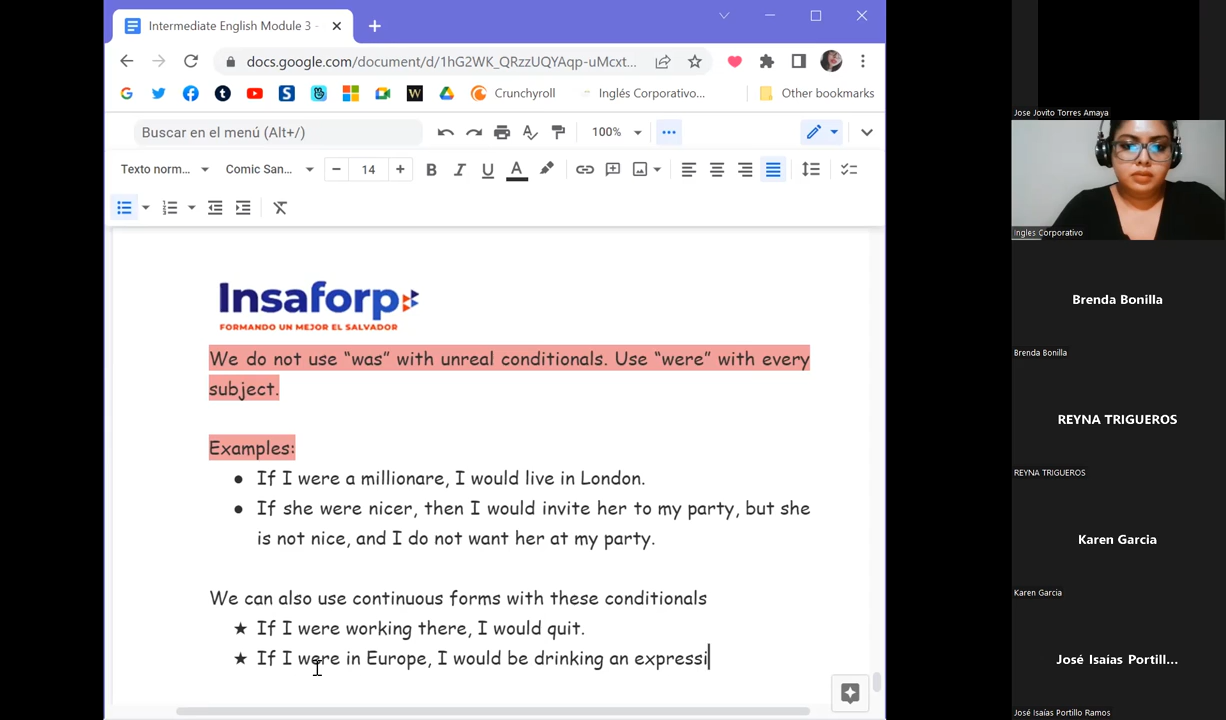 Intermediate English Module 3 -
docs.google.com/document/d/1hG2WK_QRzzUQYAqp-uMcxt...
Crunchyroll
Inglés Corporativo...
Other bookmarks
Buscar en el menú (Alt+/)
100%
Texto norm...
Comic San...
14
B
I
U
A
Insaforp
FORMANDO UN MEJOR EL SALVADOR
We do not use “was” with unreal conditionals. Use “were” with every
subject.
Examples:
● If I were a millionare, I would live in London.
● If she were nicer, then I would invite her to my party, but she
is not nice, and I do not want her at my party.
We can also use continuous forms with these conditionals
★ If I were working there, I would quit.
★ If I were in Europe, I would be drinking an expressi
Jose Jovito Torres Amaya
Ingles Corporativo
Brenda Bonilla
Brenda Bonilla
REYNA TRIGUEROS
REYNA TRIGUEROS
Karen Garcia
Karen Garcia
José Isaías Portill...
José Isaías Portillo Ramos